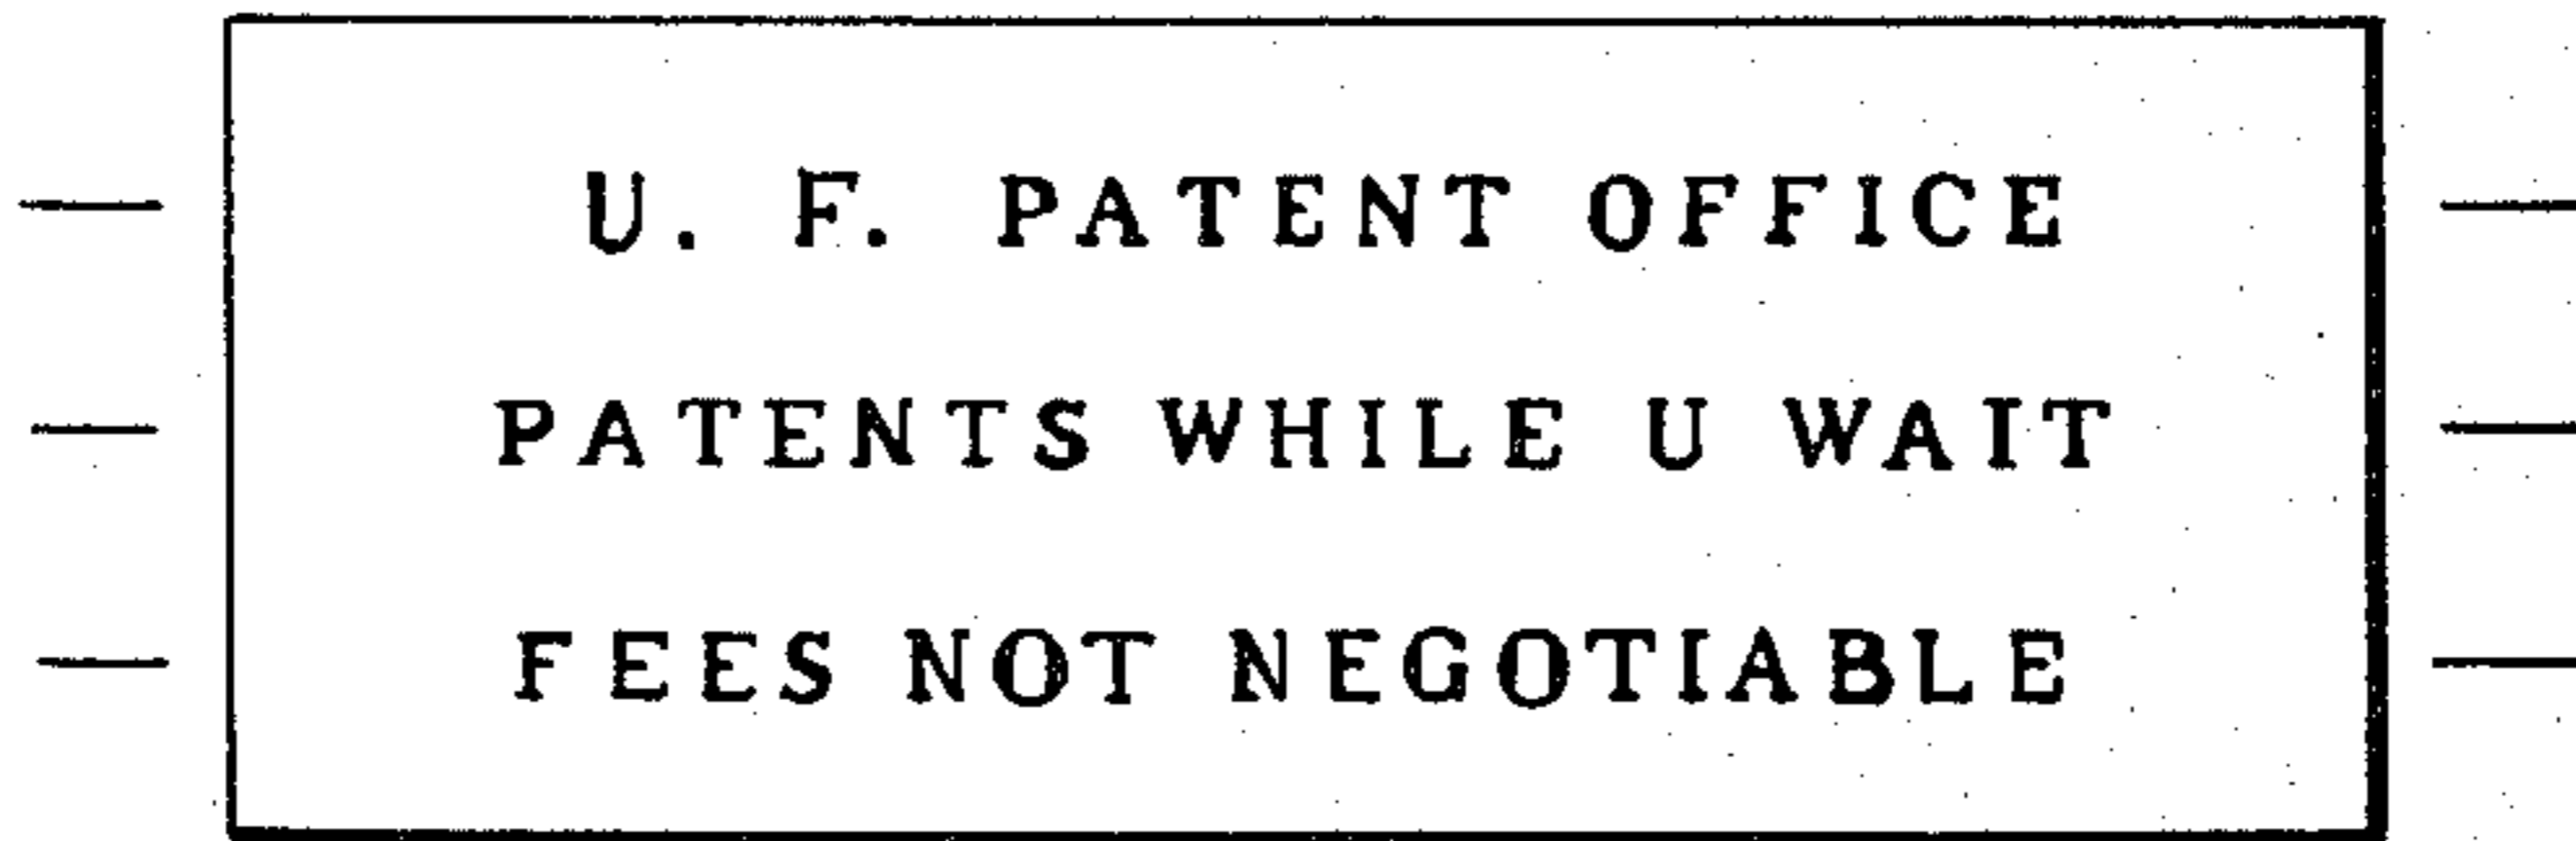 U. F. PATENT OFFICE
PATENTS WHILE U WAIT
FEES NOT NEGOTIABLE